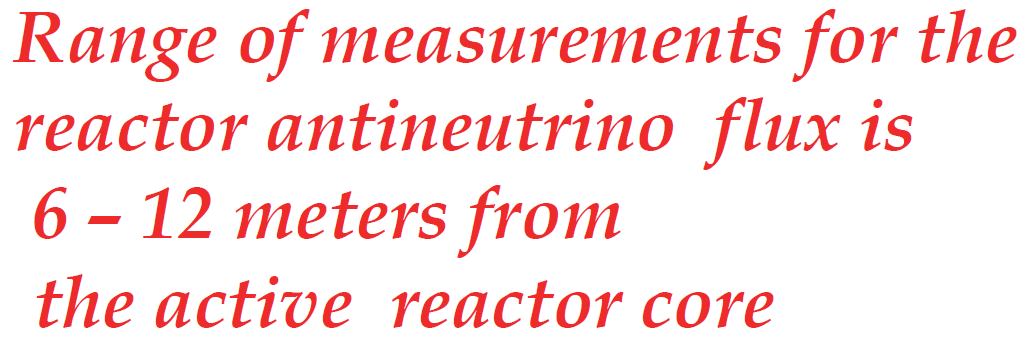 Range of measurements for the
reactor antineutrino flux is
6 – 12 meters from
the active reactor core